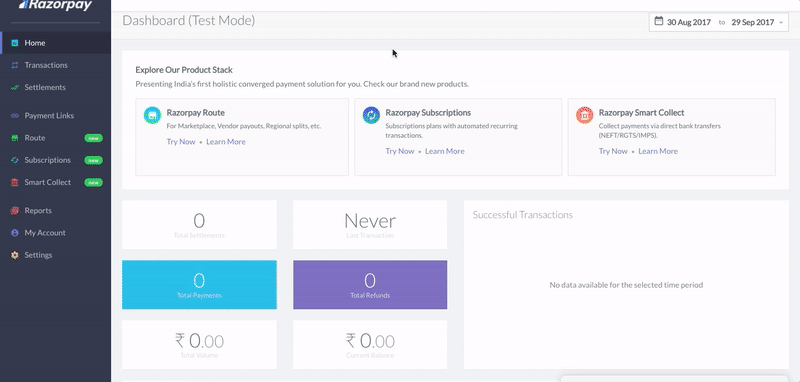 Razorpay
Dashboard (Test Mode)
30 Aug 2017 to 29 Sep 2017
Home
Transactions
Settlements
Payment Links
Route new
Subscriptions new
Smart Collect new
Reports
My Account
Settings
Explore Our Product Stack
Presenting India's first holistic converged payment solution for you. Check our brand new products.
Razorpay Route
For Marketplace, Vendor payouts, Regional splits, etc.
Try Now • Learn More
Razorpay Subscriptions
Subscriptions plans with automated recurring
transactions.
Try Now • Learn More
Razorpay Smart Collect
Collect payments via direct bank transfers
(NEFT/RGTS/IMPS).
Try Now • Learn More
0
Total Settlements
Never
Last Transaction
0
Total Payments
0
Total Refunds
₹ 0.00
Total Volume
₹ 0.00
Current Balance
Successful Transactions
No data available for the selected time period